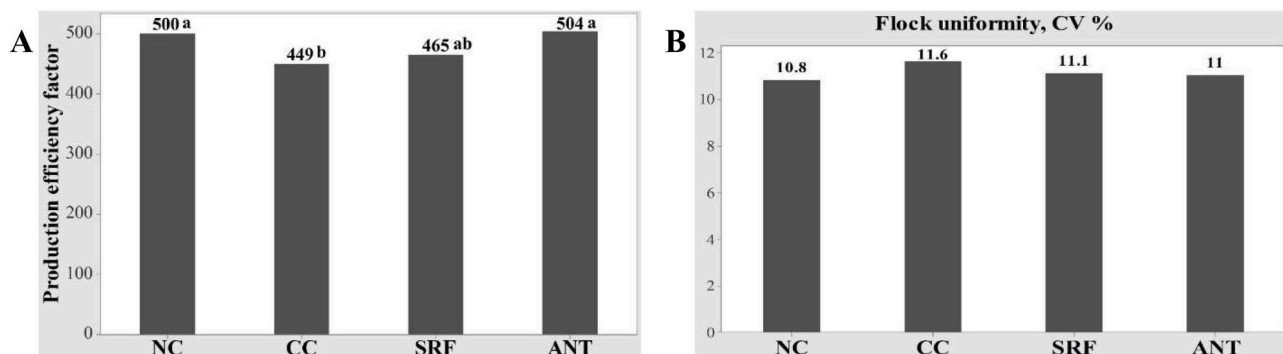 A
Production efficiency factor
500
400
300
200
100
0
500 a
449 b
465 ab
504 a
NC CC SRF ANT
B
Flock uniformity, CV %
12
10
8
6
4
2
0
10.8
11.6
11.1
11
NC CC SRF ANT